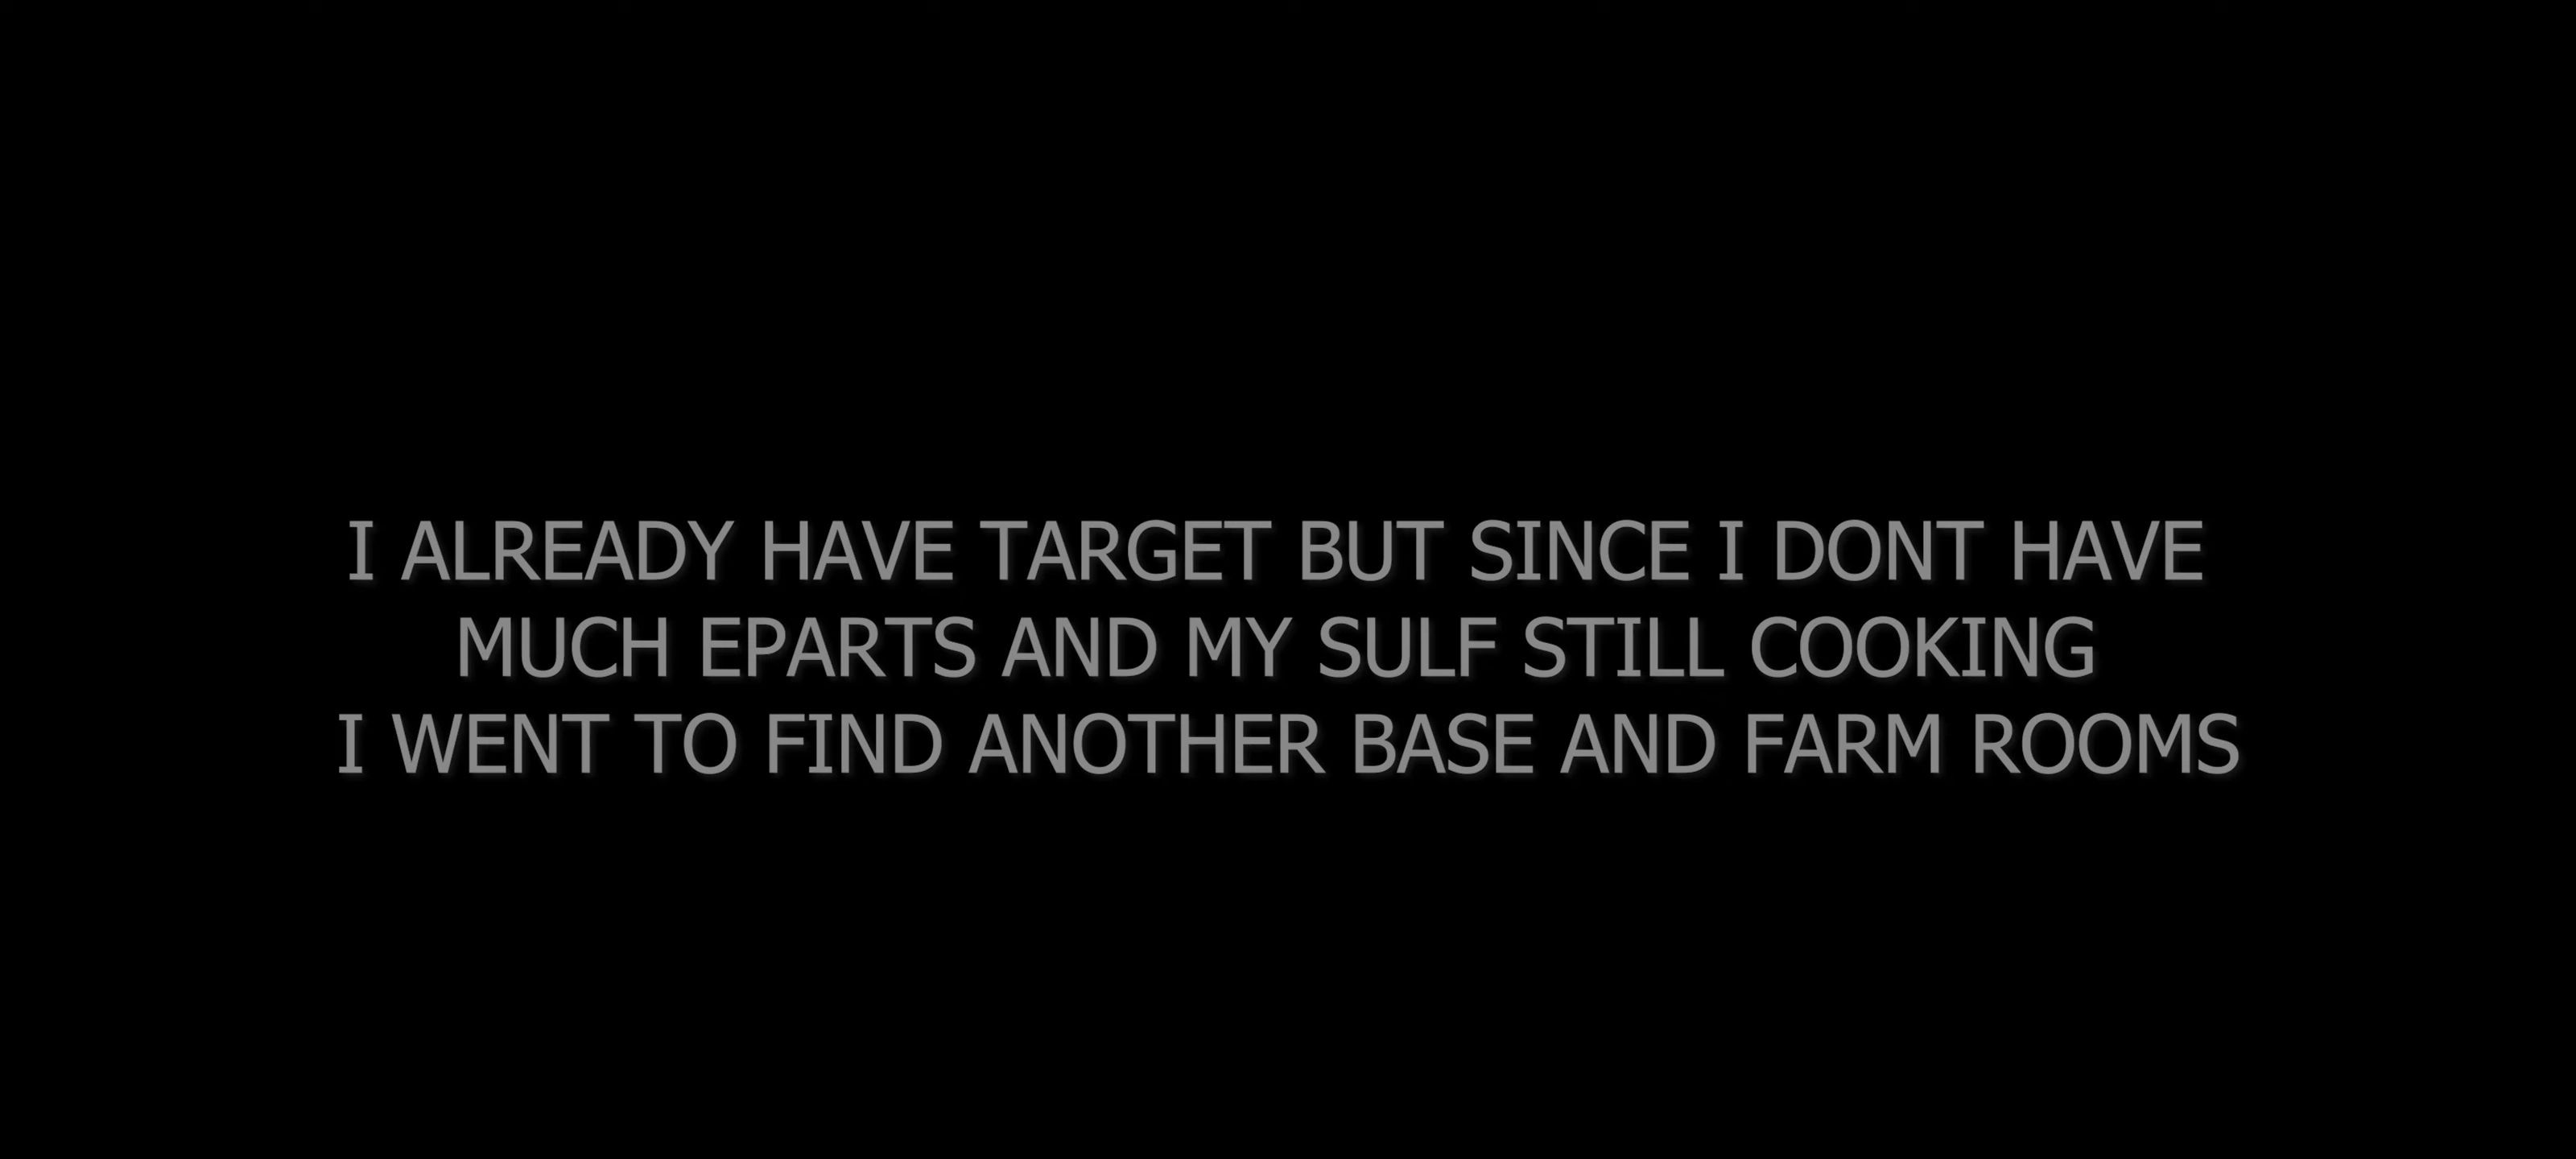 I ALREADY HAVE TARGET BUT SINCE I DONT HAVE
MUCH EPARTS AND MY SULF STILL COOKING
I WENT TO FIND ANOTHER BASE AND FARM ROOMS